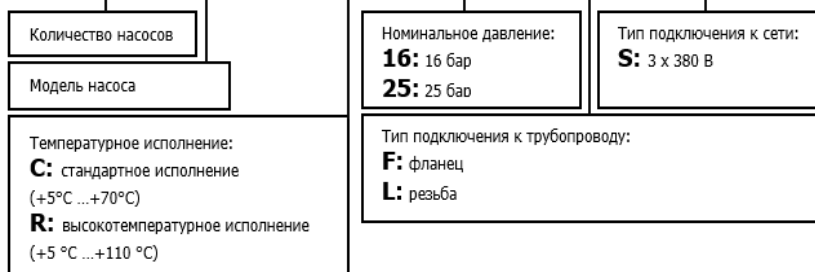 Количество насосов
Модель насоса
Температурное исполнение:
C: стандартное исполнение
(+5°C ...+70°C)
R: высокотемпературное исполнение
(+5 °C ...+110 °C)
Номинальное давление:
16: 16 бар
25: 25 бар
Тип подключения к сети:
S: 3 x 380 В
Тип подключения к трубопроводу:
F: фланец
L: резьба